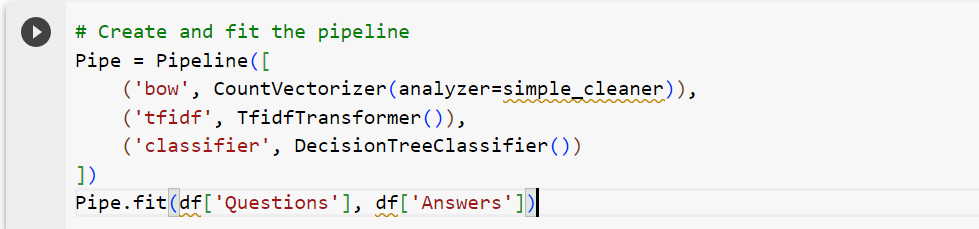 # Create and fit the pipeline
Pipe = Pipeline([
    ('bow', CountVectorizer(analyzer=simple_cleaner)),
    ('tfidf', TfidfTransformer()),
    ('classifier', DecisionTreeClassifier())
])
Pipe.fit(df['Questions'], df['Answers'])